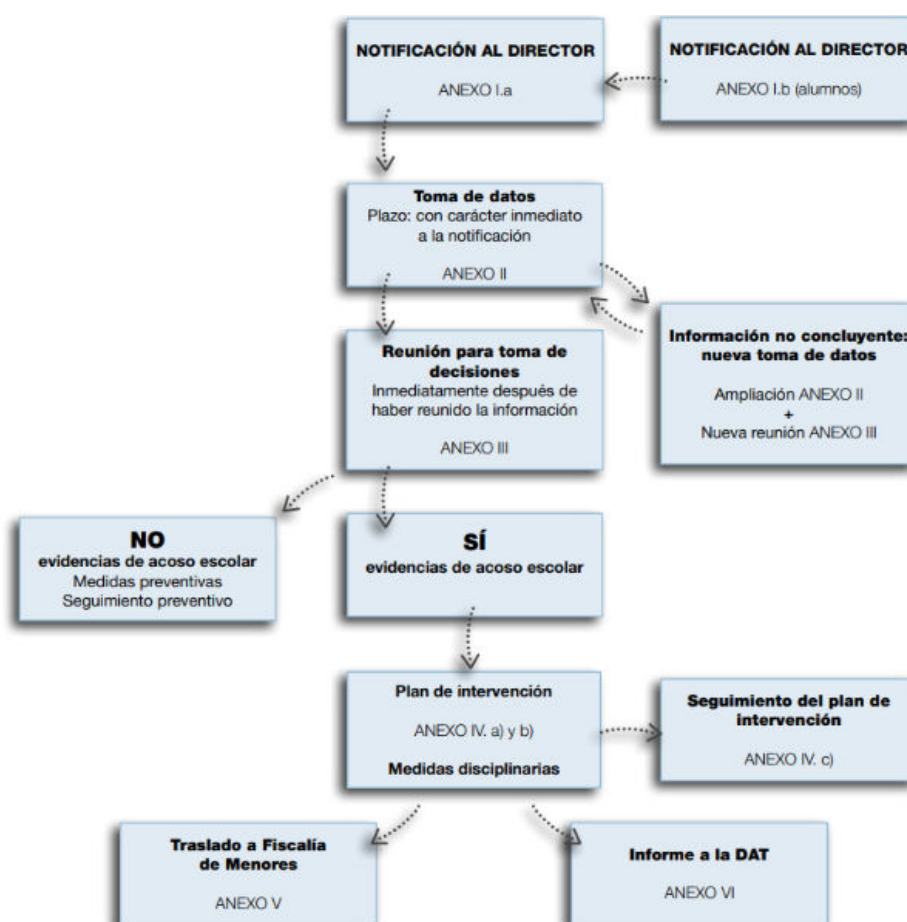 NOTIFICACIÓN AL DIRECTOR
ANEXO I.a
NOTIFICACIÓN AL DIRECTOR
ANEXO I.b (alumnos)
Toma de datos
Plazo: con carácter inmediato
a la notificación
ANEXO II
Información no concluyente:
nueva toma de datos
Ampliación ANEXO II
+
Nueva reunión ANEXO III
Reunión para toma de
decisiones
Inmediatamente después de
haber reunido la información
ANEXO III
NO
evidencias de acoso escolar
Medidas preventivas
Seguimiento preventivo
SÍ
evidencias de acoso escolar
Plan de intervención
ANEXO IV. a) y b)
Medidas disciplinarias
Seguimiento del plan de
intervención
ANEXO IV. c)
Traslado a Fiscalía
de Menores
ANEXO V
Informe a la DAT
ANEXO VI